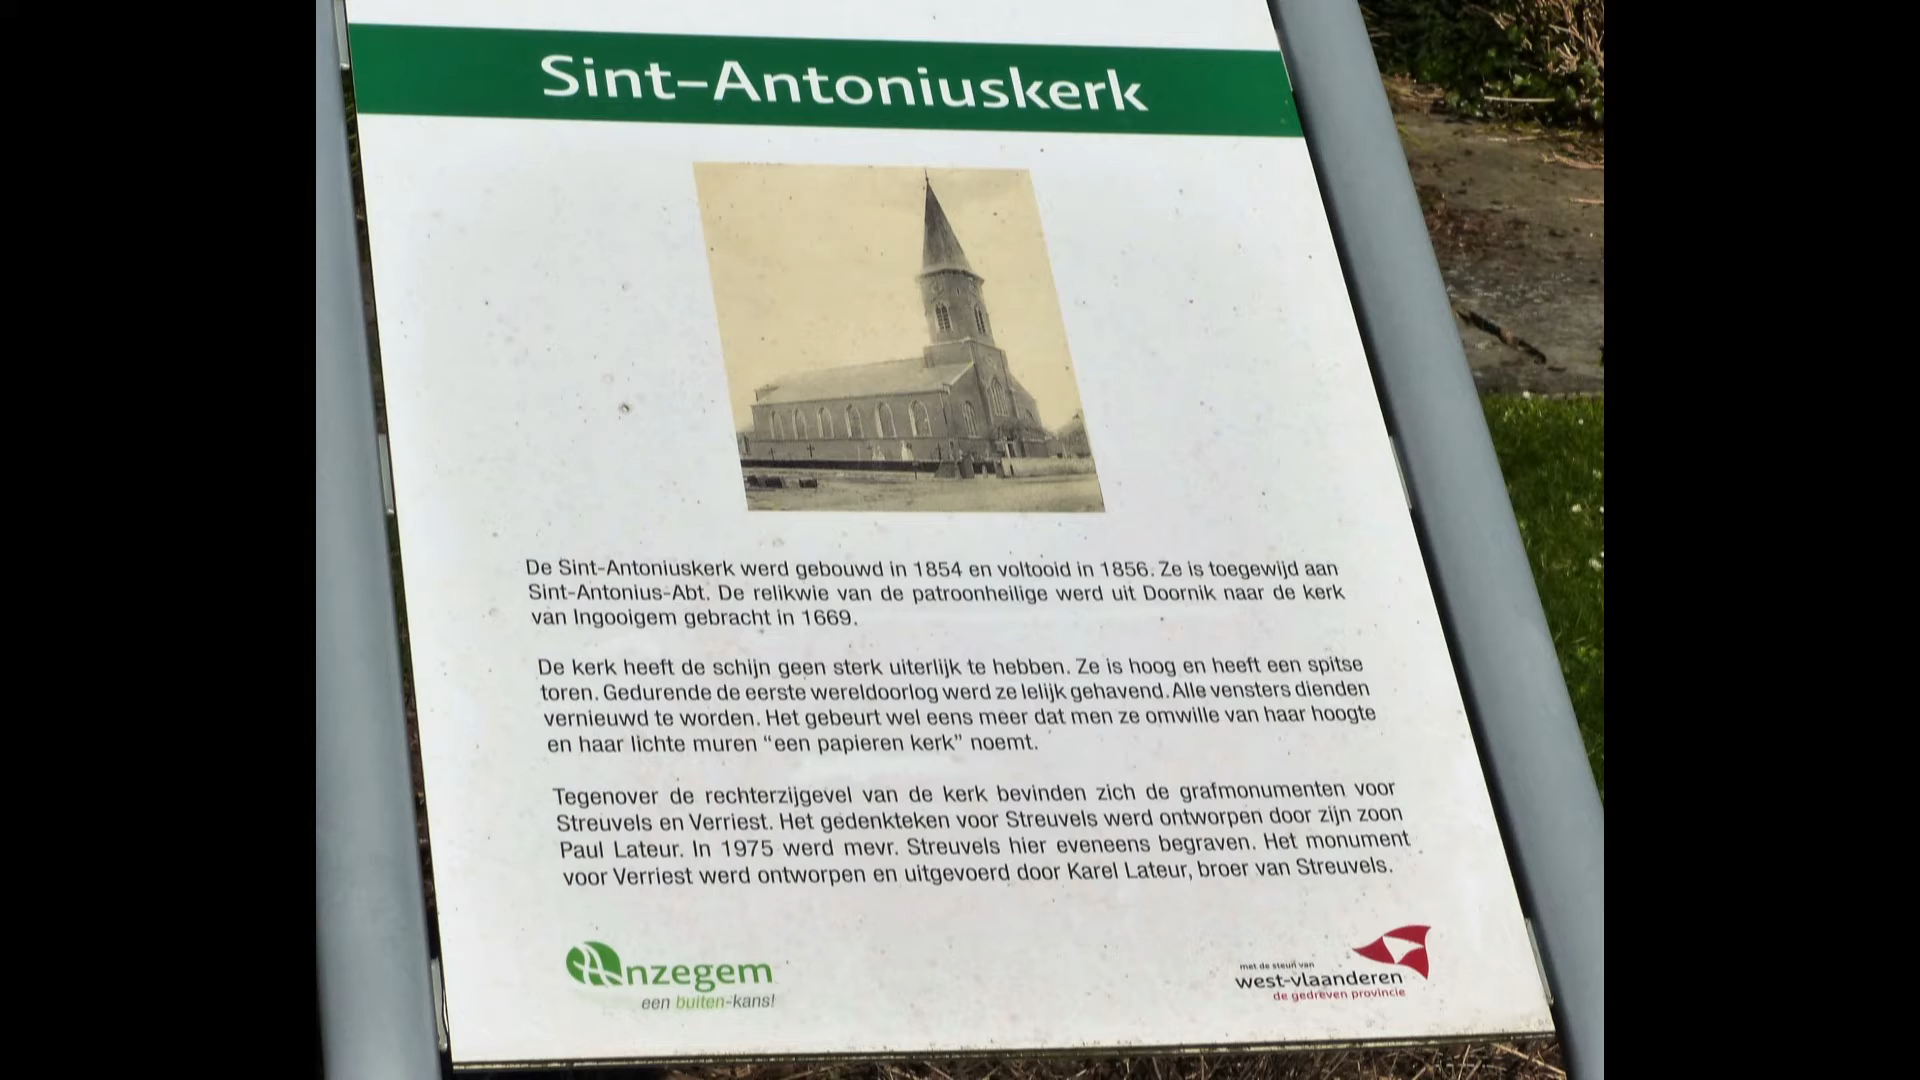 Sint-Antoniuskerk
De Sint-Antoniuskerk werd gebouwd in 1854 en voltooid in 1856. Ze is toegewijd aan
Sint-Antonius-Abt. De relikwie van de patroonheilige werd uit Doornik naar de kerk
van Ingooigem gebracht in 1669.
De kerk heeft de schijn geen sterk uiterlijk te hebben. Ze is hoog en heeft een spitse
toren. Gedurende de eerste wereldoorlog werd ze lelijk gehavend. Alle vensters dienden
vernieuwd te worden. Het gebeurt wel eens meer dat men ze omwille van haar hoogte
en haar lichte muren “een papieren kerk” noemt.
Tegenover de rechterzijgevel van de kerk bevinden zich de grafmonumenten voor
Streuvels en Verriest. Het gedenkteken voor Streuvels werd ontworpen door zijn zoon
Paul Lateur. In 1975 werd mevr. Streuvels hier eveneens begraven. Het monument
voor Verriest werd ontworpen en uitgevoerd door Karel Lateur, broer van Streuvels.
Anzegem
een buiten-kans!
met de steun van
west-vlaanderen
de gedreven provincie